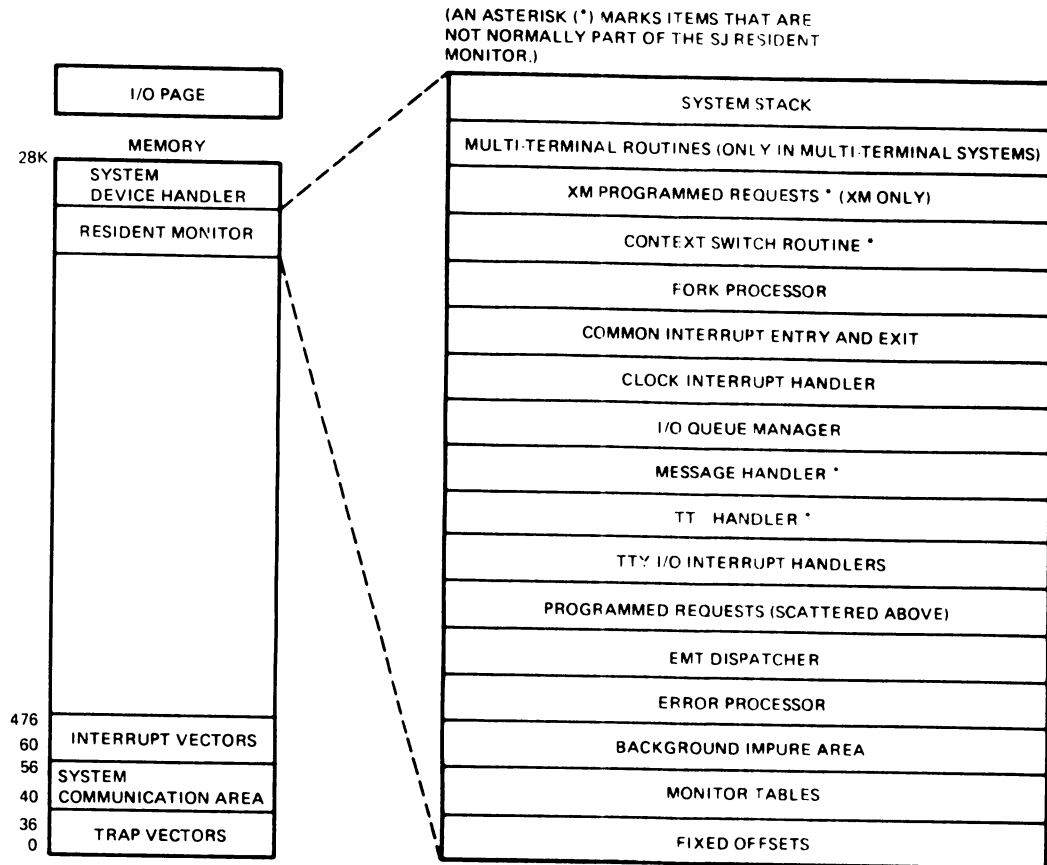 (AN ASTERISK (*) MARKS ITEMS THAT ARE
NOT NORMALLY PART OF THE SJ RESIDENT
MONITOR.)
I/O PAGE
MEMORY
28K
SYSTEM
DEVICE HANDLER
RESIDENT MONITOR
476
60
INTERRUPT VECTORS
56
40
SYSTEM
COMMUNICATION AREA
36
0
TRAP VECTORS
SYSTEM STACK
MULTI-TERMINAL ROUTINES (ONLY IN MULTI-TERMINAL SYSTEMS)
XM PROGRAMMED REQUESTS * (XM ONLY)
CONTEXT SWITCH ROUTINE *
FORK PROCESSOR
COMMON INTERRUPT ENTRY AND EXIT
CLOCK INTERRUPT HANDLER
I/O QUEUE MANAGER
MESSAGE HANDLER *
TT HANDLER *
TTY I/O INTERRUPT HANDLERS
PROGRAMMED REQUESTS (SCATTERED ABOVE)
EMT DISPATCHER
ERROR PROCESSOR
BACKGROUND IMPURE AREA
MONITOR TABLES
FIXED OFFSETS